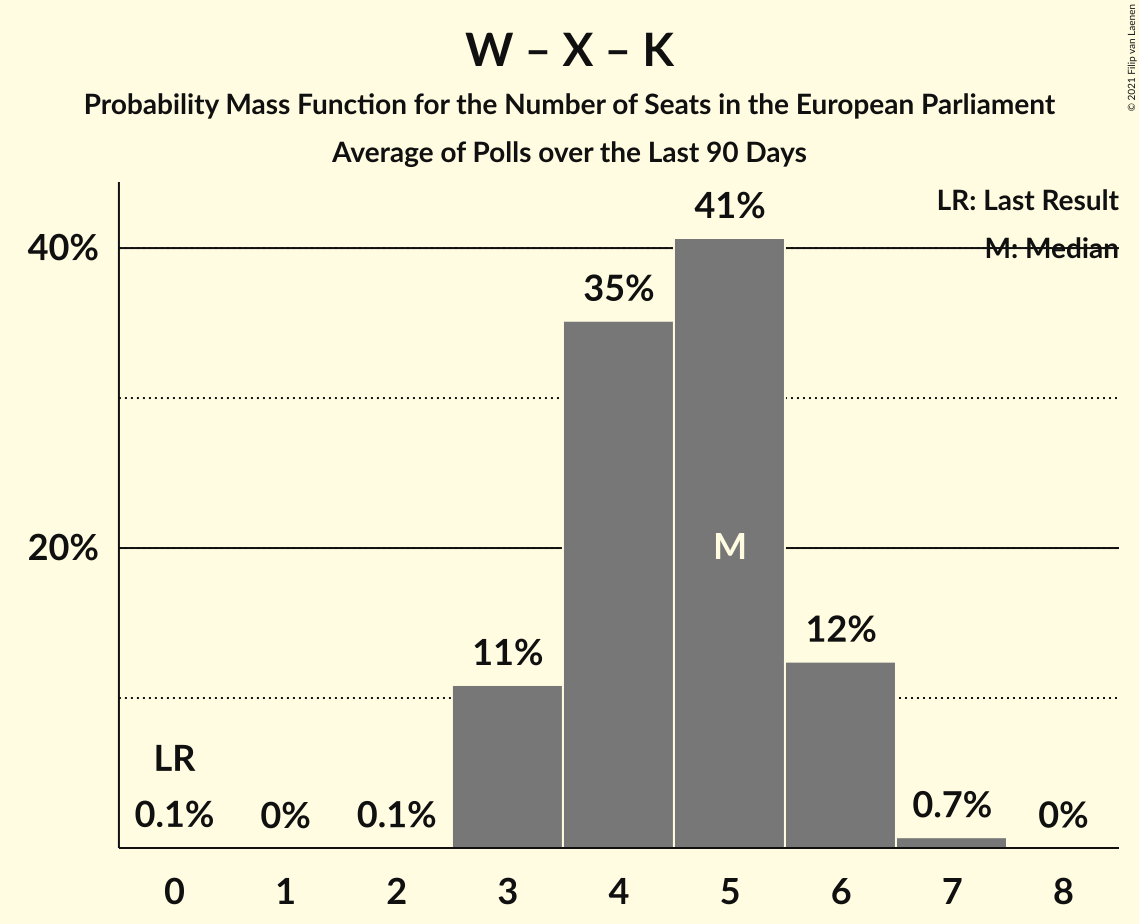 W – X – K
Probability Mass Function for the Number of Seats in the European Parliament
Average of Polls over the Last 90 Days
© 2021 Filip van Laenen
LR: Last Result
M: Median
41%
40%
35%
20%
M
12%
11%
LR
0.1%
0%
0.1%
0.7%
0%
0 1 2 3 4 5 6 7 8